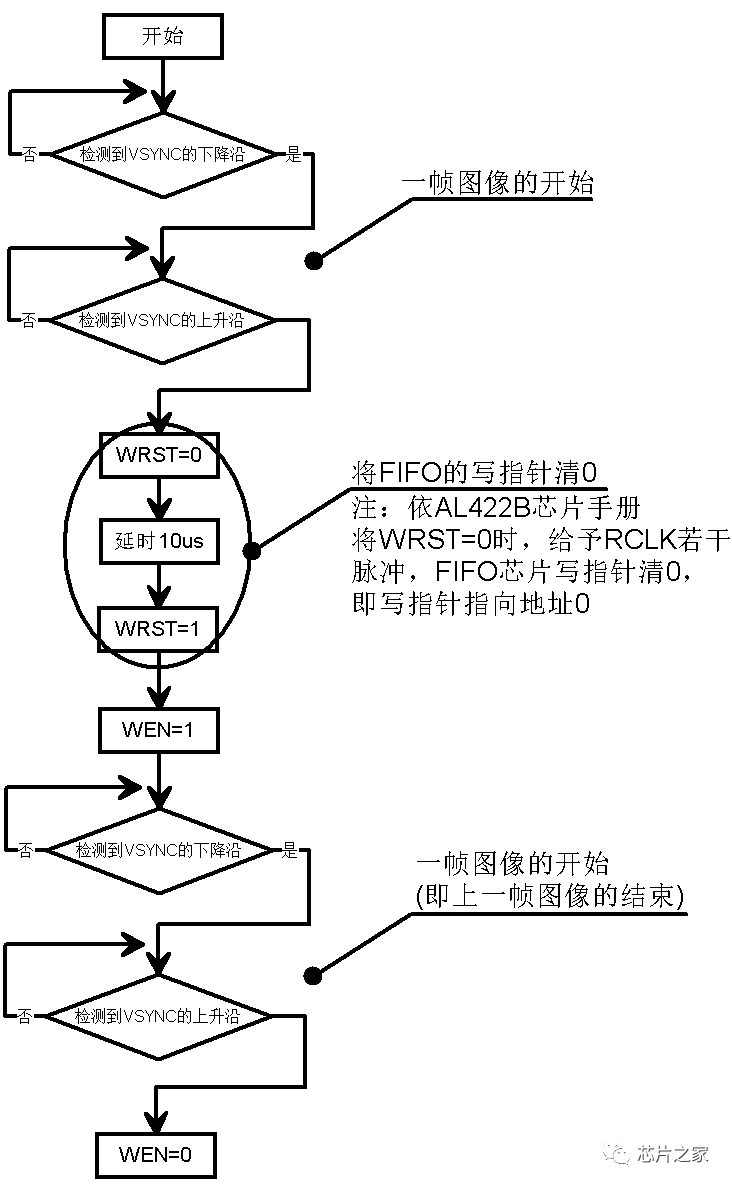 开始
检测到VSYNC的下降沿
否
是
一帧图像的开始
检测到VSYNC的上升沿
否
WRST=0
延时10us
WRST=1
将FIFO的写指针清0
注：依AL422B芯片手册
将WRST=0时，给予RCLK若干
脉冲，FIFO芯片写指针清0，
即写指针指向地址0
WEN=1
检测到VSYNC的下降沿
否
是
一帧图像的开始
(即上一帧图像的结束)
检测到VSYNC的上升沿
否
WEN=0
芯片之家